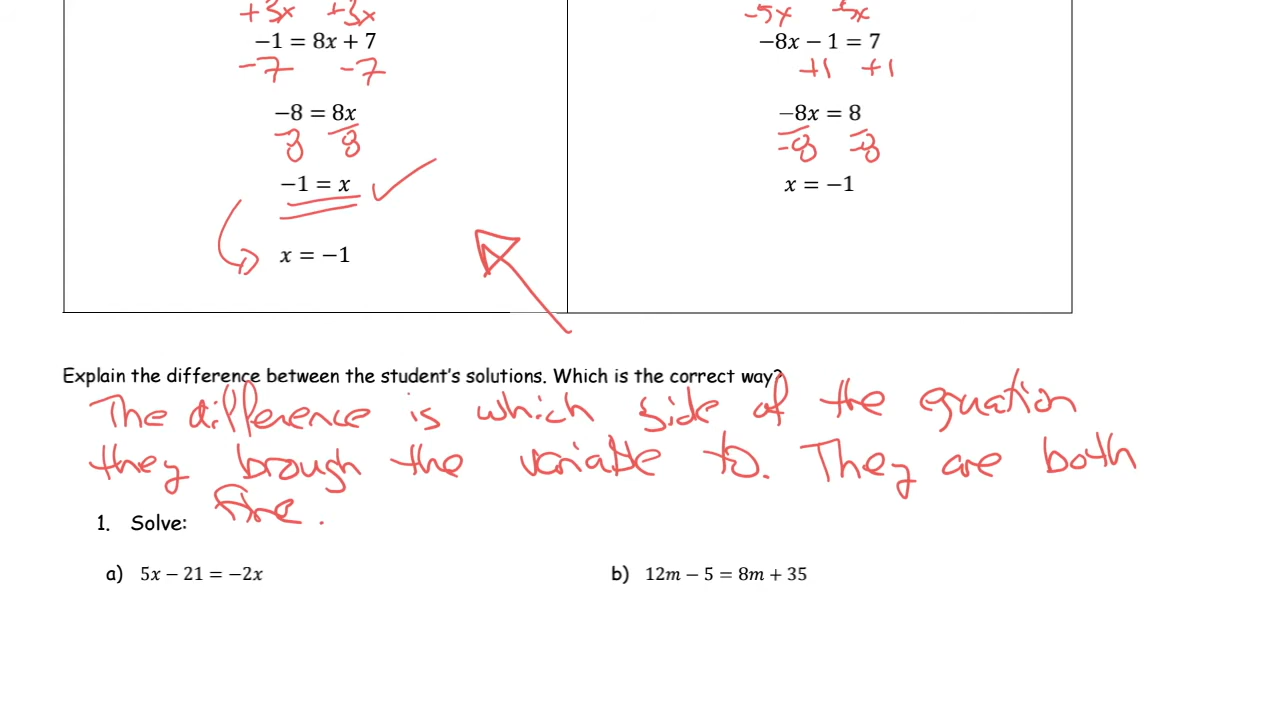 +3x +3x -5x -5x
−1 = 8x + 7 −8x − 1 = 7
-7 -7 +1 +1
−8 = 8x −8x = 8
8 8 -8 -8
−1 = x x = −1
x = −1
Explain the difference between the student's solutions. Which is the correct way?
The difference is which side of the equation
they brough the variable to. They are both
fine.
1. Solve:
a) 5x − 21 = −2x b) 12m − 5 = 8m + 35